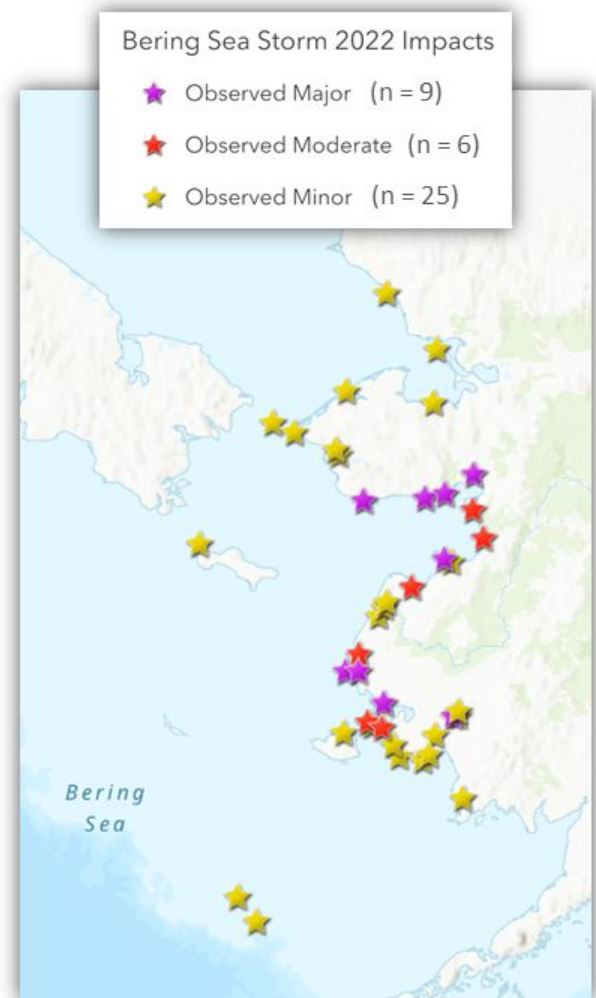 Bering Sea Storm 2022 Impacts
Observed Major (n = 9)
Observed Moderate (n = 6)
Observed Minor (n = 25)
Bering
Sea